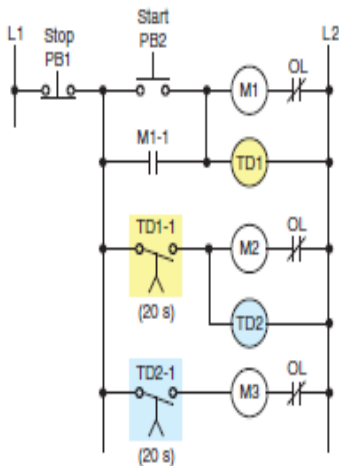 L1
Stop
PB1
Start
PB2
L2
M1
OL
M1-1
TD1
TD1-1
(20 s)
M2
OL
TD2
TD2-1
(20 s)
M3
OL